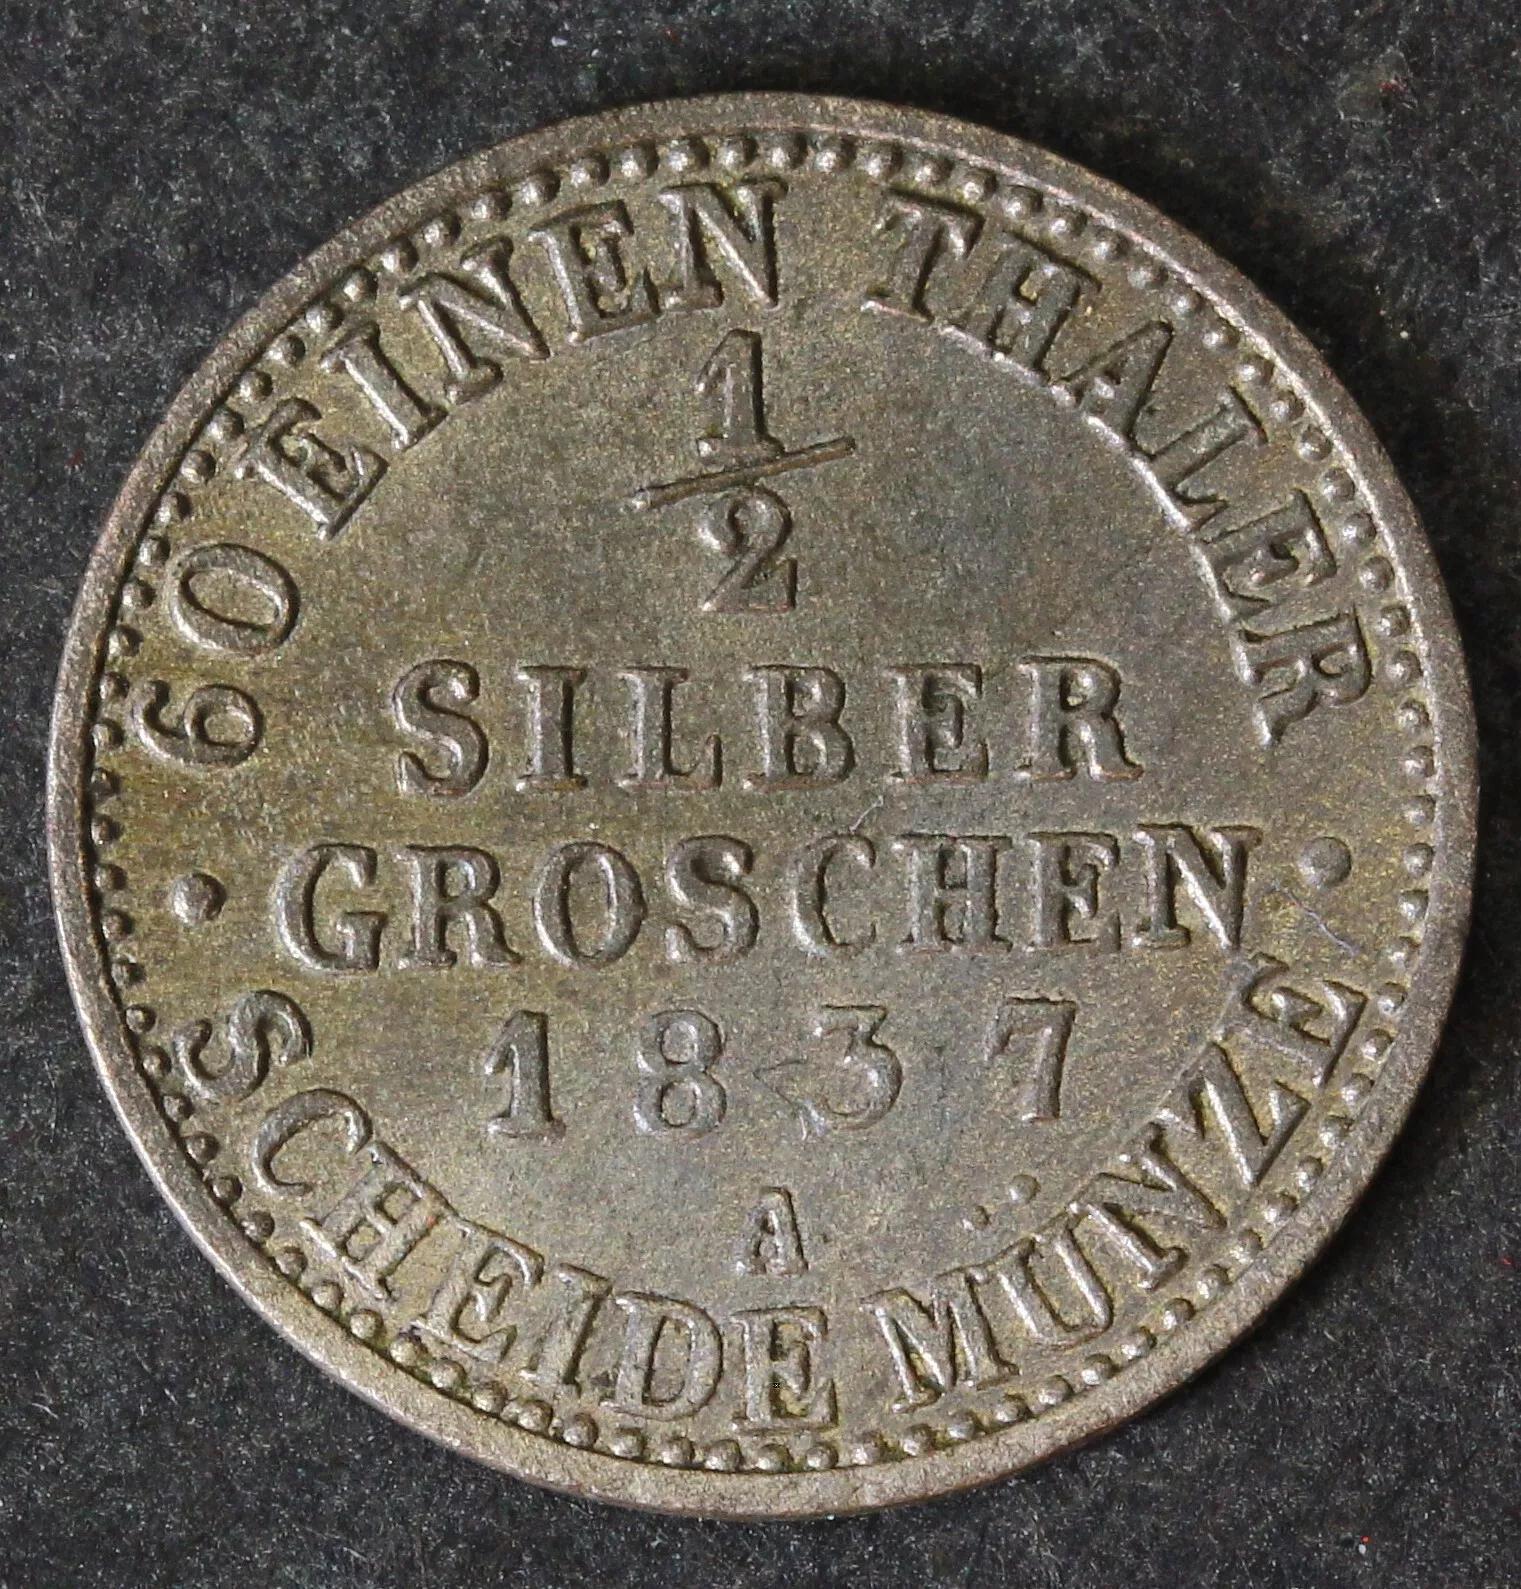 60 EINEN THALER
1/2
SILBER
GROSCHEN
1837
A
SCHEIDE MÜNZE